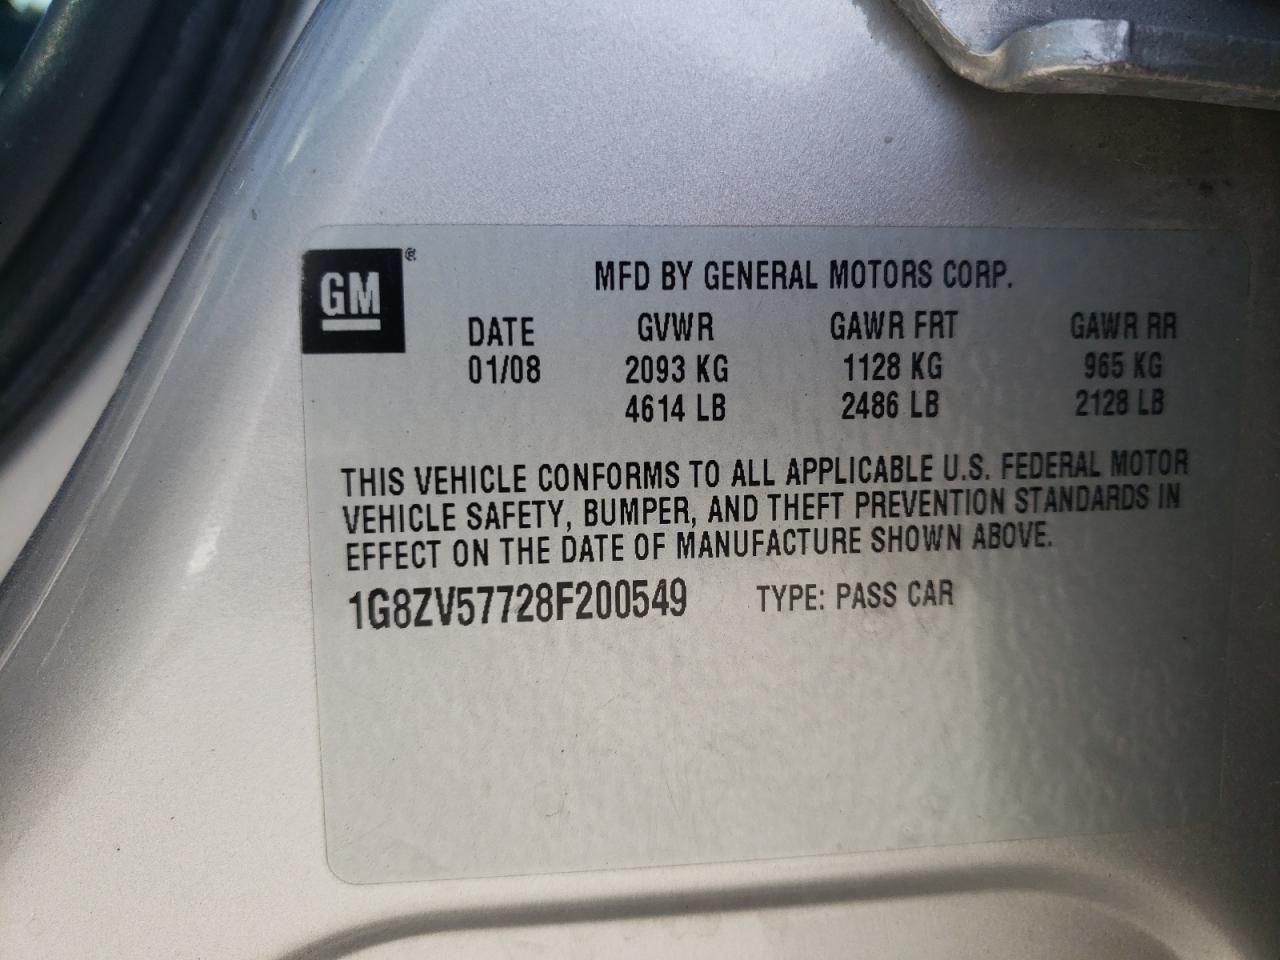 GM®
MFD BY GENERAL MOTORS CORP.
DATE GVWR GAWR FRT GAWR RR
01/08 2093 KG 1128 KG 965 KG
4614 LB 2486 LB 2128 LB
THIS VEHICLE CONFORMS TO ALL APPLICABLE U.S. FEDERAL MOTOR
VEHICLE SAFETY, BUMPER, AND THEFT PREVENTION STANDARDS IN
EFFECT ON THE DATE OF MANUFACTURE SHOWN ABOVE.
1G8ZV57728F200549 TYPE: PASS CAR